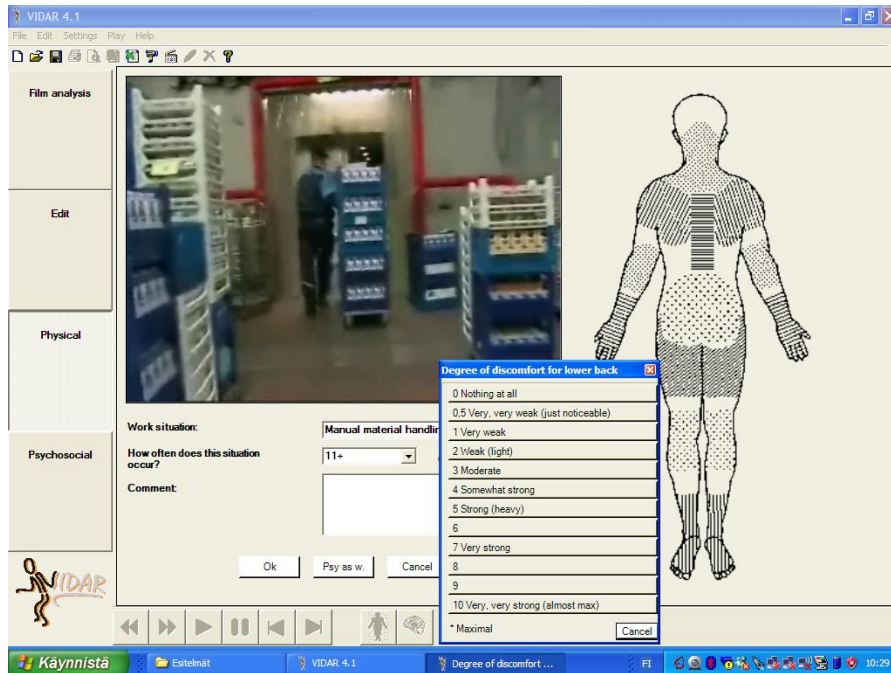 VIDAR 4.1
File Edit Settings Play Help
Film analysis
Edit
Physical
Psychosocial
VIDAR
Work situation:
Manual material handlin
How often does this situation
occur?
11+
Comment:
Ok
Psy as w.
Cancel
Degree of discomfort for lower back
0 Nothing at all
0,5 Very, very weak (just noticeable)
1 Very weak
2 Weak (light)
3 Moderate
4 Somewhat strong
5 Strong (heavy)
6
7 Very strong
8
9
10 Very, very strong (almost max)
* Maximal
Cancel
Käynnistä
Esitelmät
VIDAR 4.1
Degree of discomfort ...
FI
10:29